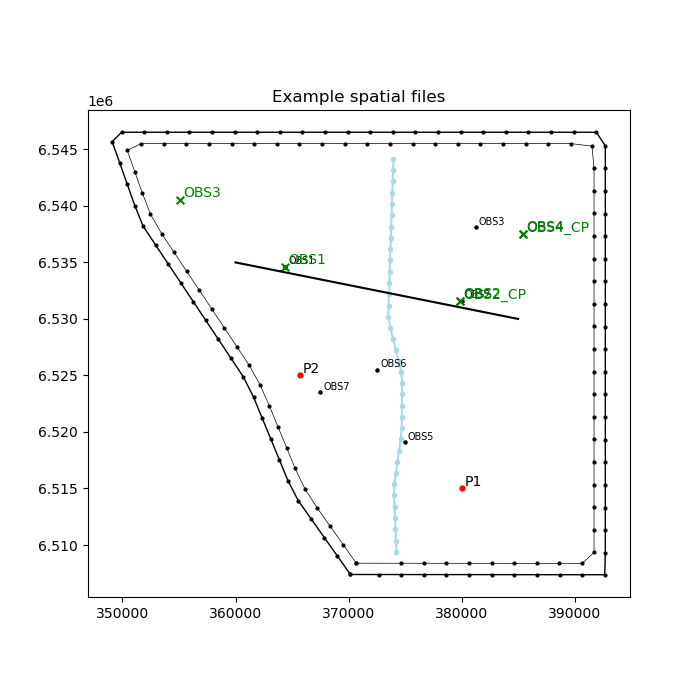 Example spatial files
1e6
6.545
6.540
6.535
6.530
6.525
6.520
6.515
6.510
OBS3
OBS3
OBS4_CP
OBS1
OBS2_CP
P2
OBS6
OBS7
OBS5
P1
350000
360000
370000
380000
390000